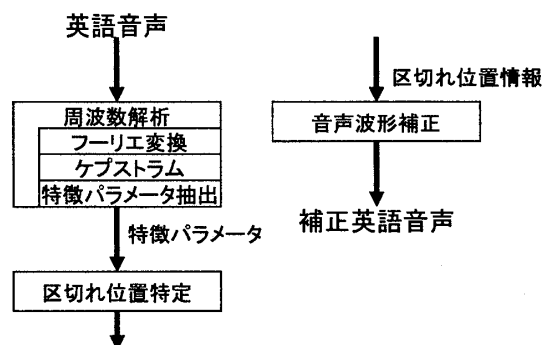 英語音声
周波数解析
フーリエ変換
ケプストラム
特徴パラメータ抽出
特徴パラメータ
区切れ位置特定
区切れ位置情報
音声波形補正
補正英語音声